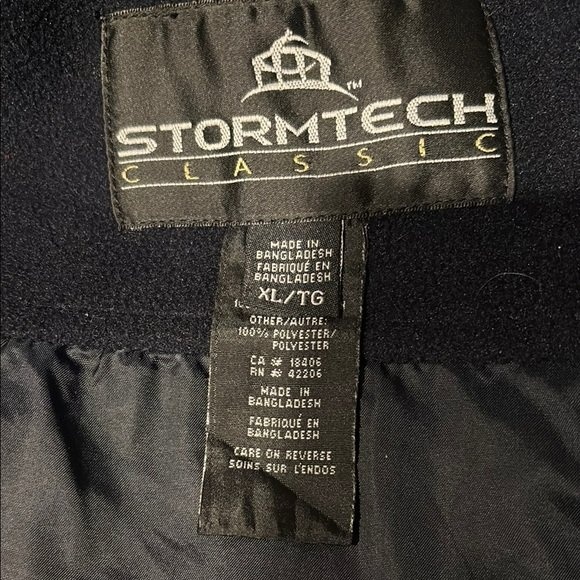 ™
STORMTECH
CLASSIC
MADE IN
BANGLADESH
FABRIQUÉ EN
BANGLADESH
XL/TG
OTHER/AUTRE:
100% POLYESTER/
POLYESTER
CA # 18406
RN # 42206
MADE IN
BANGLADESH
FABRIQUÉ EN
BANGLADESH
CARE ON REVERSE
SOINS SUR L'ENDOS